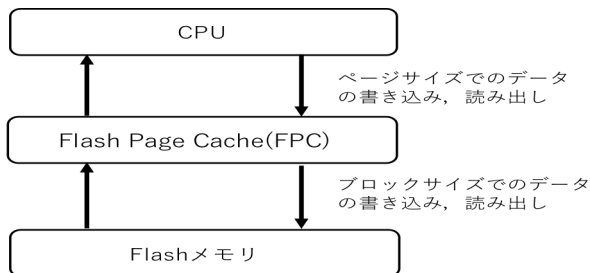 CPU
ページサイズでのデータ
の書き込み，読み出し
Flash Page Cache(FPC)
ブロックサイズでのデータ
の書き込み，読み出し
Flashメモリ